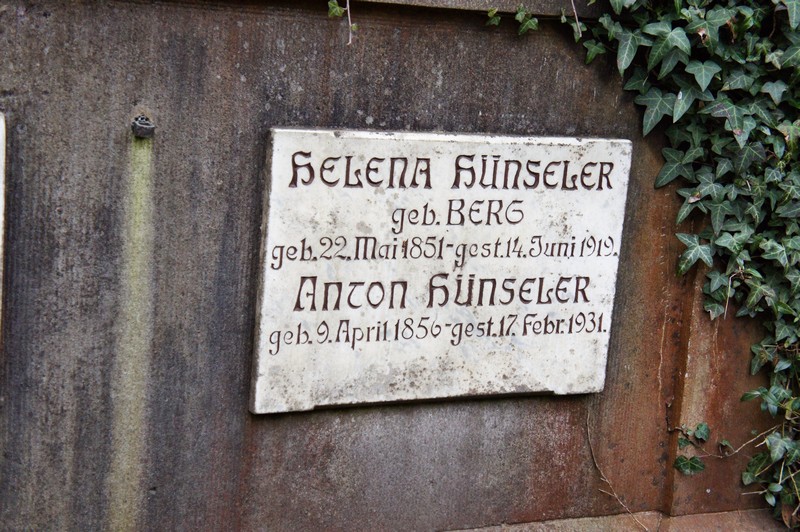 HELENA HÜNSELER
geb. BERG
geb. 22. Mai 1851 - gest. 14. Juni 1919.
ANTON HÜNSELER
geb. 9. April 1856 - gest. 17. Febr. 1931.